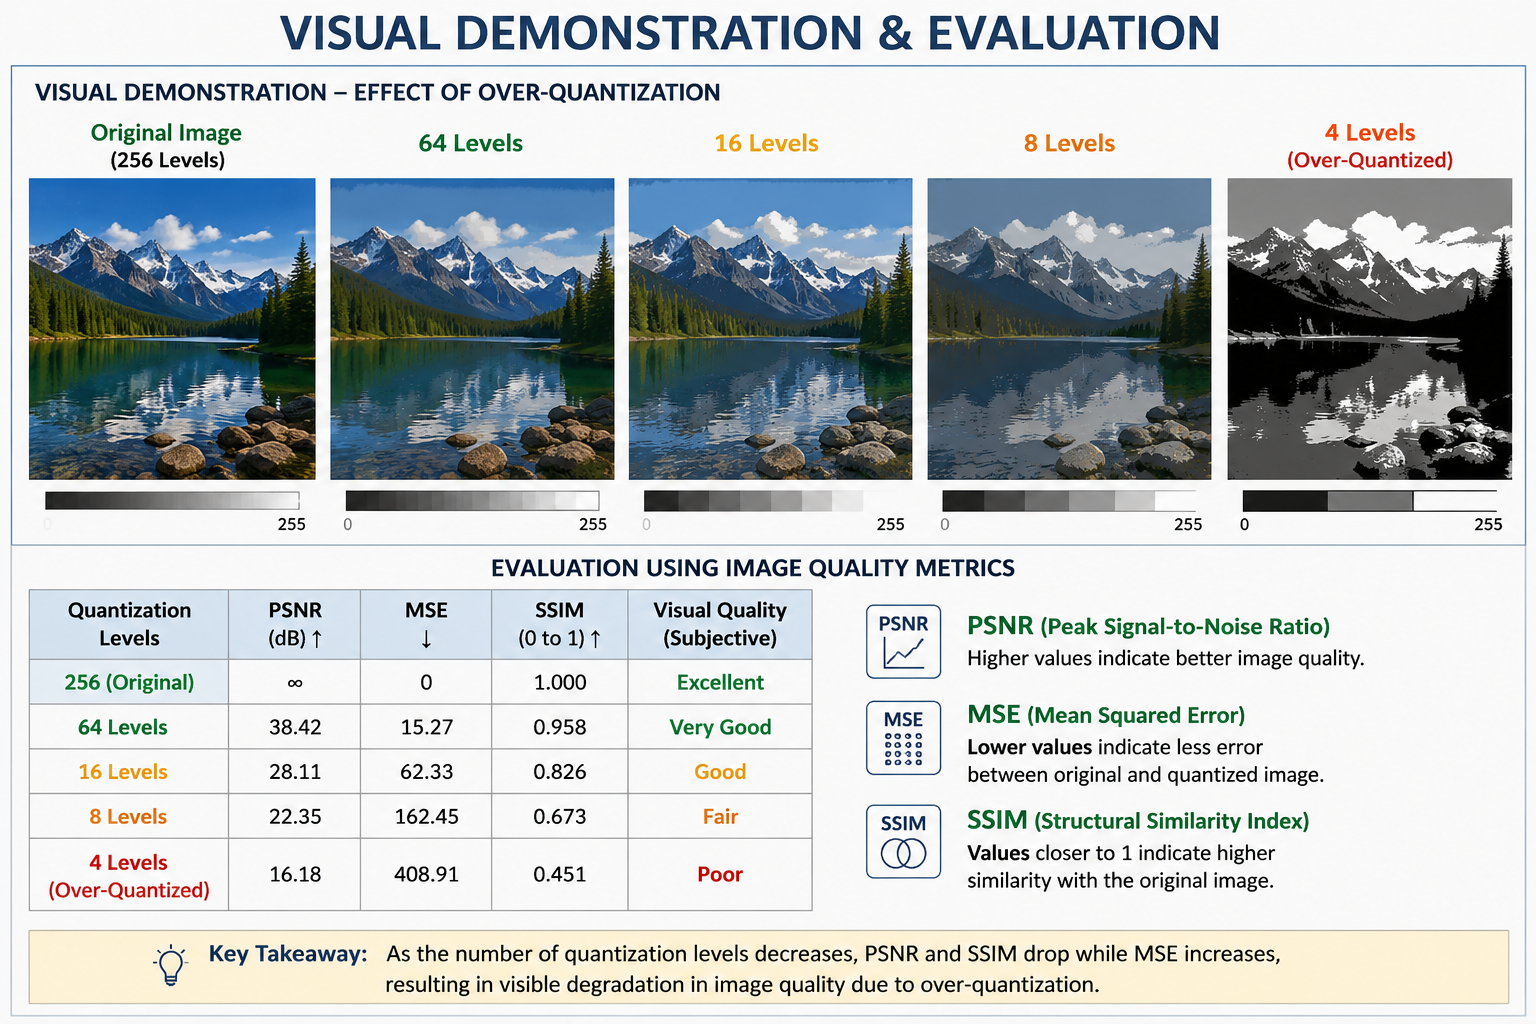 VISUAL DEMONSTRATION & EVALUATION
VISUAL DEMONSTRATION – EFFECT OF OVER-QUANTIZATION
Original Image
(256 Levels)
64 Levels
16 Levels
8 Levels
4 Levels
(Over-Quantized)
0 255
0 255
0 255
0 255
0 255
EVALUATION USING IMAGE QUALITY METRICS
Quantization Levels PSNR (dB) ↑ MSE ↓ SSIM (0 to 1) ↑ Visual Quality (Subjective)
256 (Original) ∞ 0 1.000 Excellent
64 Levels 38.42 15.27 0.958 Very Good
16 Levels 28.11 62.33 0.826 Good
8 Levels 22.35 162.45 0.673 Fair
4 Levels (Over-Quantized) 16.18 408.91 0.451 Poor
PSNR
PSNR (Peak Signal-to-Noise Ratio)
Higher values indicate better image quality.
MSE
MSE (Mean Squared Error)
Lower values indicate less error
between original and quantized image.
SSIM
SSIM (Structural Similarity Index)
Values closer to 1 indicate higher
similarity with the original image.
Key Takeaway: As the number of quantization levels decreases, PSNR and SSIM drop while MSE increases,
resulting in visible degradation in image quality due to over-quantization.